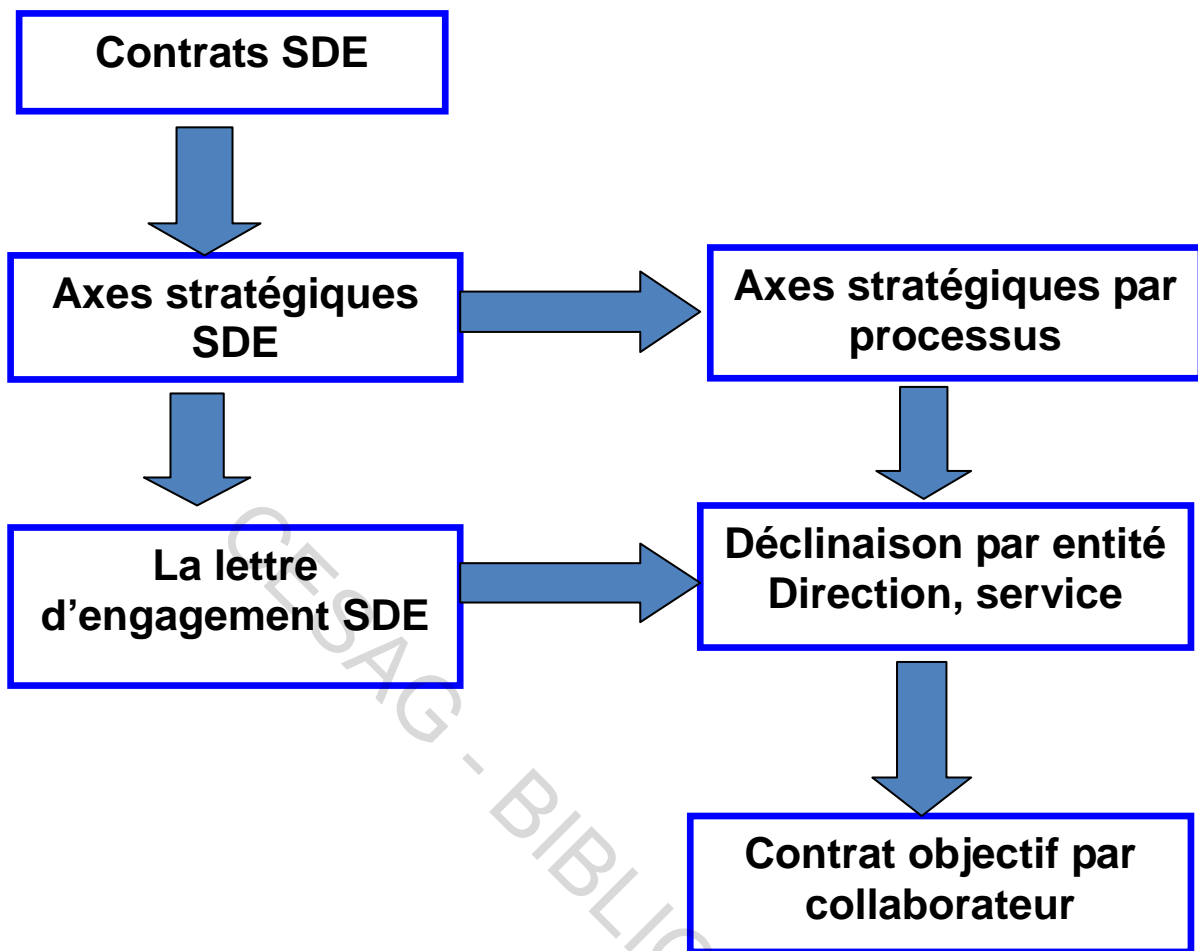 Contrats SDE
Axes stratégiques
SDE
Axes stratégiques par
processus
La lettre
d’engagement SDE
Déclinaison par entité
Direction, service
Contrat objectif par
collaborateur
CESAG - BIBLIO